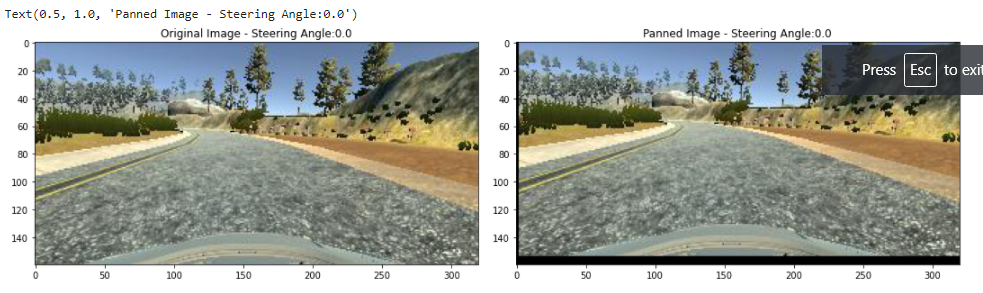 Text(0.5, 1.0, 'Panned Image - Steering Angle:0.0')
Original Image - Steering Angle:0.0
0
20
40
60
80
100
120
140
0 50 100 150 200 250 300
Panned Image - Steering Angle:0.0
Press Esc to exit
0
20
40
60
80
100
120
140
0 50 100 150 200 250 300